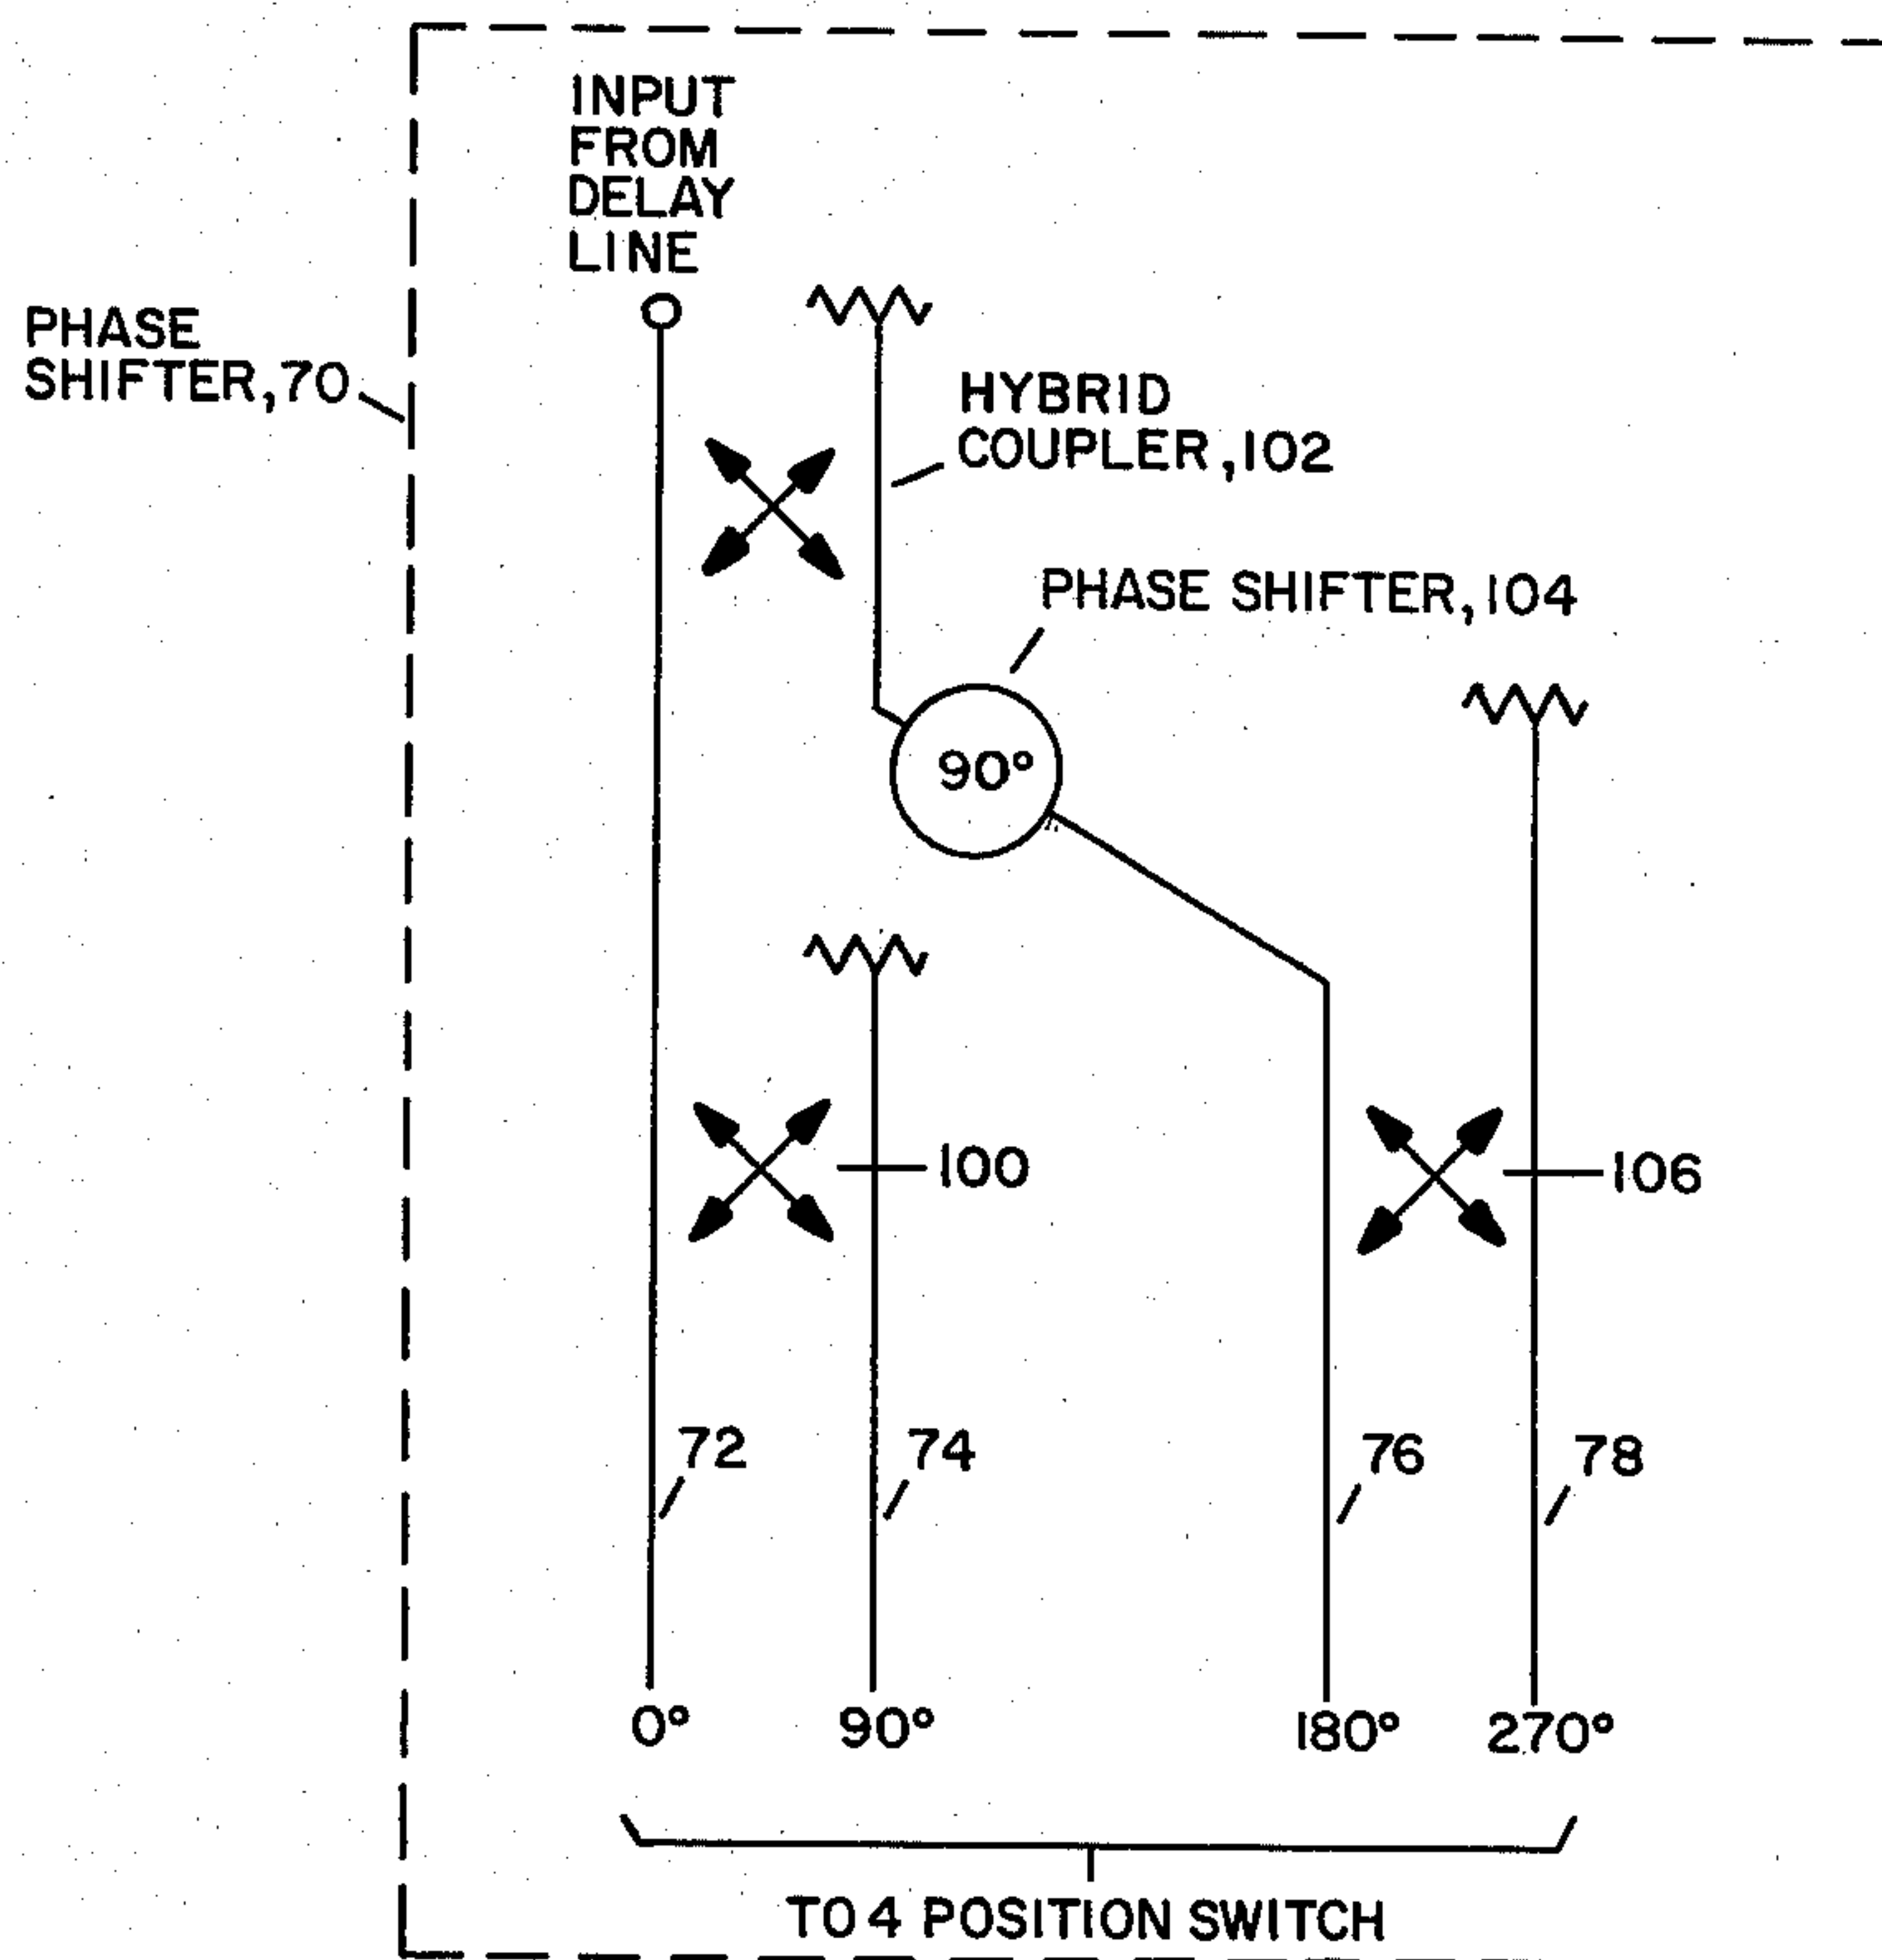 INPUT
FROM
DELAY
LINE
PHASE
SHIFTER,70
HYBRID
COUPLER,102
PHASE SHIFTER,104
90°
100
106
72
74
76
78
0°
90°
180°
270°
TO 4 POSITION SWITCH